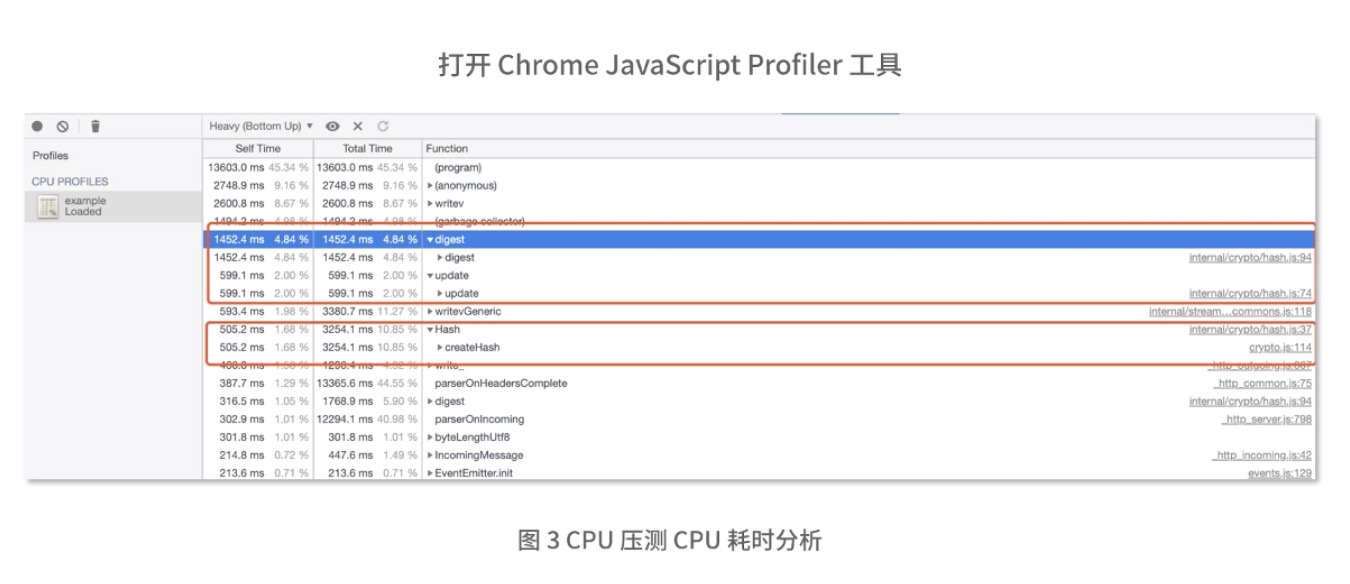 打开 Chrome JavaScript Profiler 工具
Heavy (Bottom Up) ▼
Profiles
CPU PROFILES
example
Loaded
Self Time Total Time Function
13603.0 ms 45.34 % 13603.0 ms 45.34 % (program)
2748.9 ms 9.16 % 2748.9 ms 9.16 % (anonymous)
2600.8 ms 8.67 % 2600.8 ms 8.67 % writev
1494.2 ms 4.98 % 1494.2 ms 4.98 % (garbage collector)
1452.4 ms 4.84 % 1452.4 ms 4.84 % digest
1452.4 ms 4.84 % 1452.4 ms 4.84 % digest internal/crypto/hash.js:94
599.1 ms 2.00 % 599.1 ms 2.00 % update
599.1 ms 2.00 % 599.1 ms 2.00 % update internal/crypto/hash.js:74
593.4 ms 1.98 % 3380.7 ms 11.27 % writevGeneric internal/stream…commons.js:118
505.2 ms 1.68 % 3254.1 ms 10.85 % Hash internal/crypto/hash.js:37
505.2 ms 1.68 % 3254.1 ms 10.85 % createHash crypto.js:114
write_
387.7 ms 1.29 % 13365.6 ms 44.55 % parserOnHeadersComplete _http_common.js:75
316.5 ms 1.05 % 1768.9 ms 5.90 % digest internal/crypto/hash.js:94
302.9 ms 1.01 % 12294.1 ms 40.98 % parserOnIncoming _http_server.js:798
301.8 ms 1.01 % 301.8 ms 1.01 % byteLengthUtf8
214.8 ms 0.72 % 447.6 ms 1.49 % IncomingMessage _http_incoming.js:42
213.6 ms 0.71 % 213.6 ms 0.71 % EventEmitter.init events.js:129
图 3 CPU 压测 CPU 耗时分析